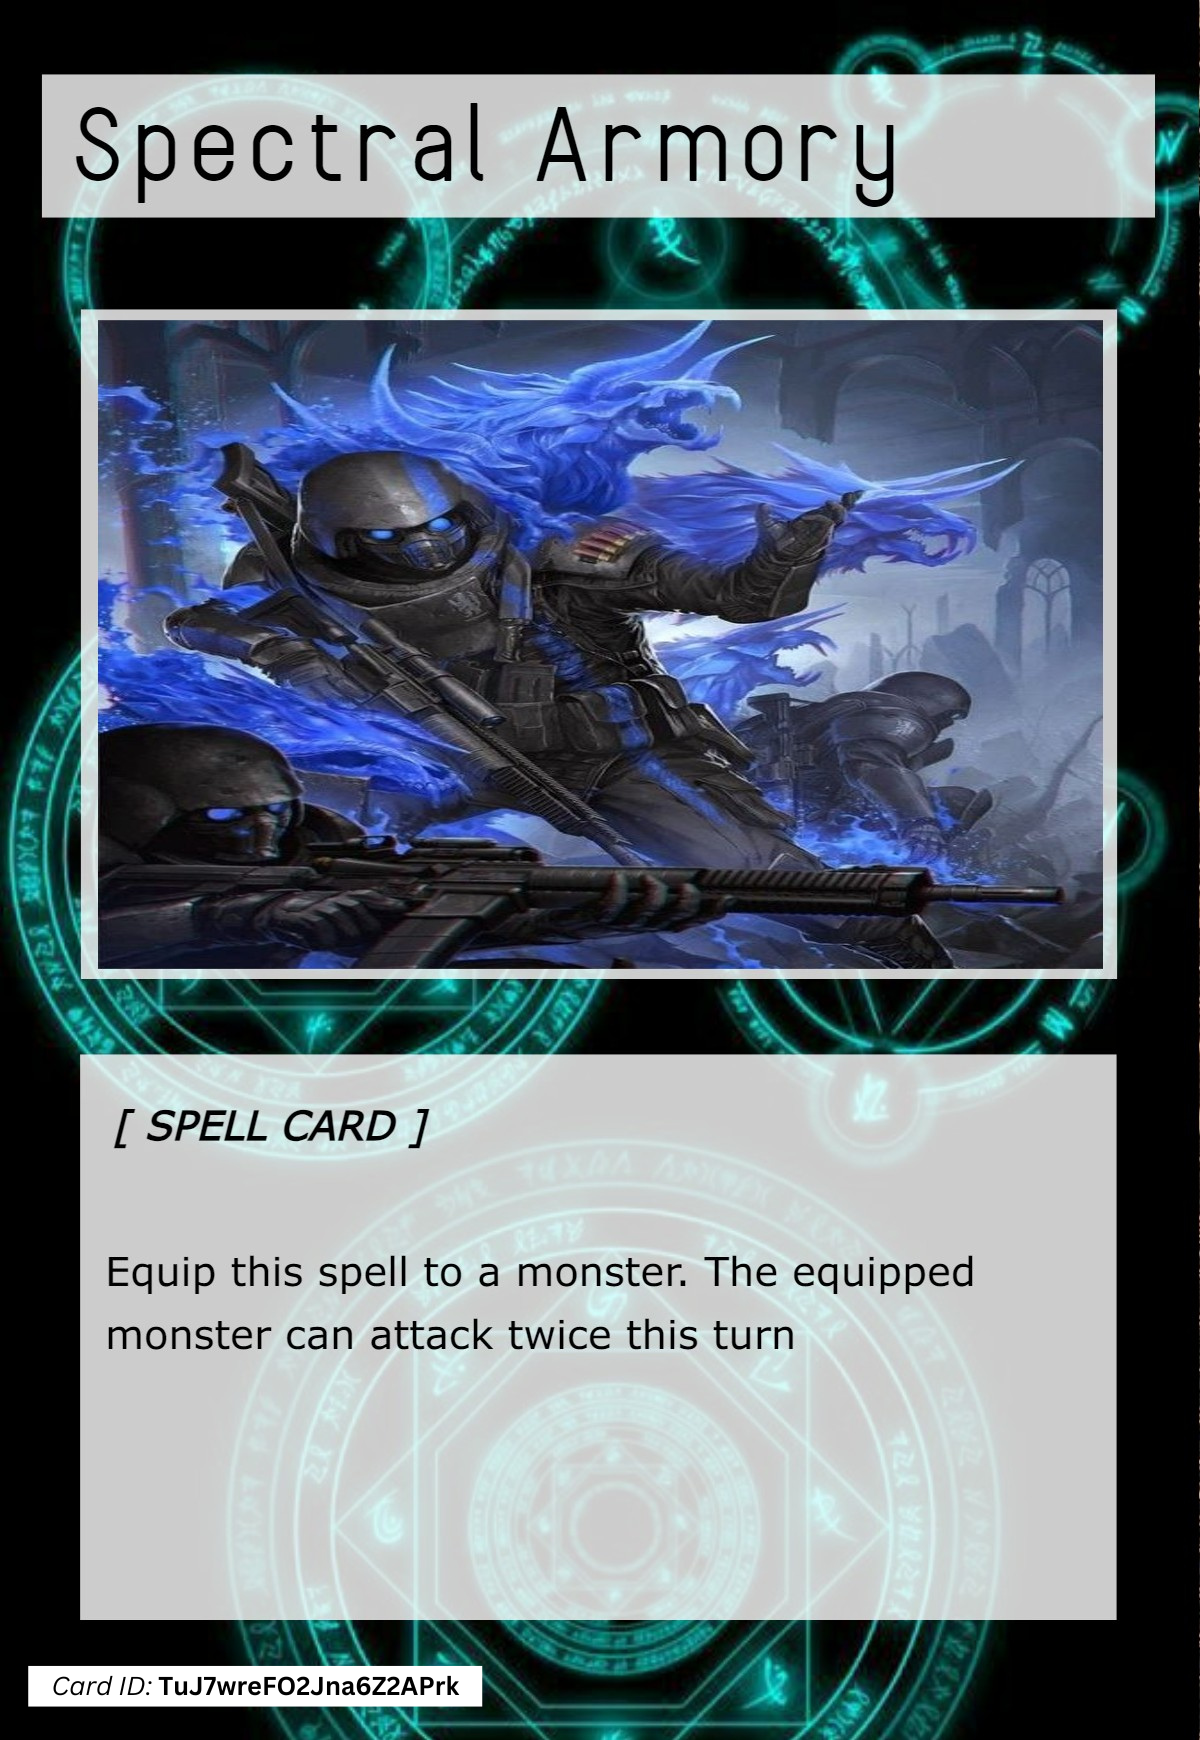 Spectral Armory
[ SPELL CARD ]
Equip this spell to a monster. The equipped
monster can attack twice this turn
Card ID: TuJ7wreFO2Jna6Z2APrk